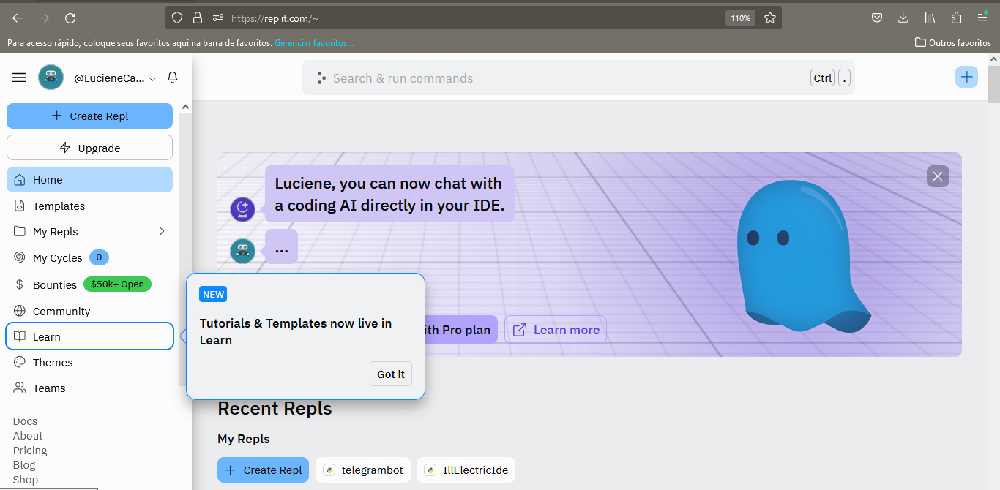 https://replit.com/~
110%
Para acesso rápido, coloque seus favoritos aqui na barra de favoritos. Gerenciar favoritos...
Outros favoritos
@LucieneCa...
Search & run commands
Ctrl .
+ Create Repl
Upgrade
Home
Templates
My Repls
My Cycles 0
Bounties $50k+ Open
Community
Learn
Themes
Teams
Docs
About
Pricing
Blog
Shop
Luciene, you can now chat with
a coding AI directly in your IDE.
...
Pro plan
Learn more
NEW
Tutorials & Templates now live in
Learn
Got it
Recent Repls
My Repls
+ Create Repl
telegrambot
IllElectricIde